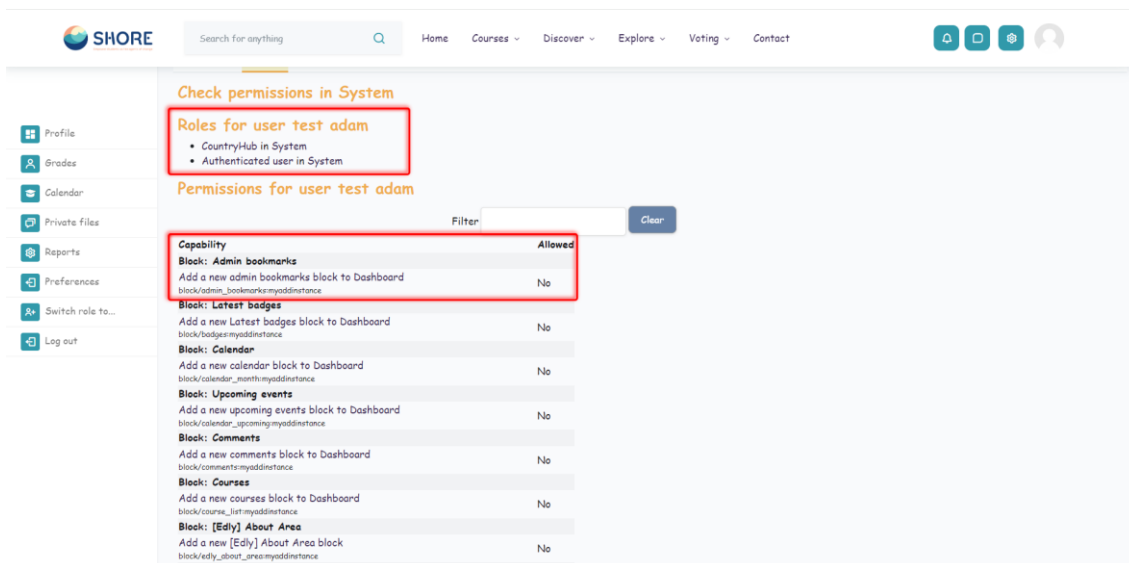 SHORE
Search for anything
Home Courses Discover Explore Voting Contact
Check permissions in System
Roles for user test adam
CountryHub in System
Authenticated user in System
Profile
Grades
Calendar
Private files
Reports
Preferences
Switch role to...
Log out
Permissions for user test adam
Filter Clear
Capability Allowed
Block: Admin bookmarks
Add a new admin bookmarks block to Dashboard No
block/admin_bookmarks:myaddinstance
Block: Latest badges
Add a new Latest badges block to Dashboard No
block/badges:myaddinstance
Block: Calendar
Add a new calendar block to Dashboard No
block/calendar_month:myaddinstance
Block: Upcoming events
Add a new upcoming events block to Dashboard No
block/calendar_upcoming:myaddinstance
Block: Comments
Add a new comments block to Dashboard No
block/comments:myaddinstance
Block: Courses
Add a new courses block to Dashboard No
block/course_list:myaddinstance
Block: [Edly] About Area
Add a new [Edly] About Area block No
block/edly_about_area:myaddinstance